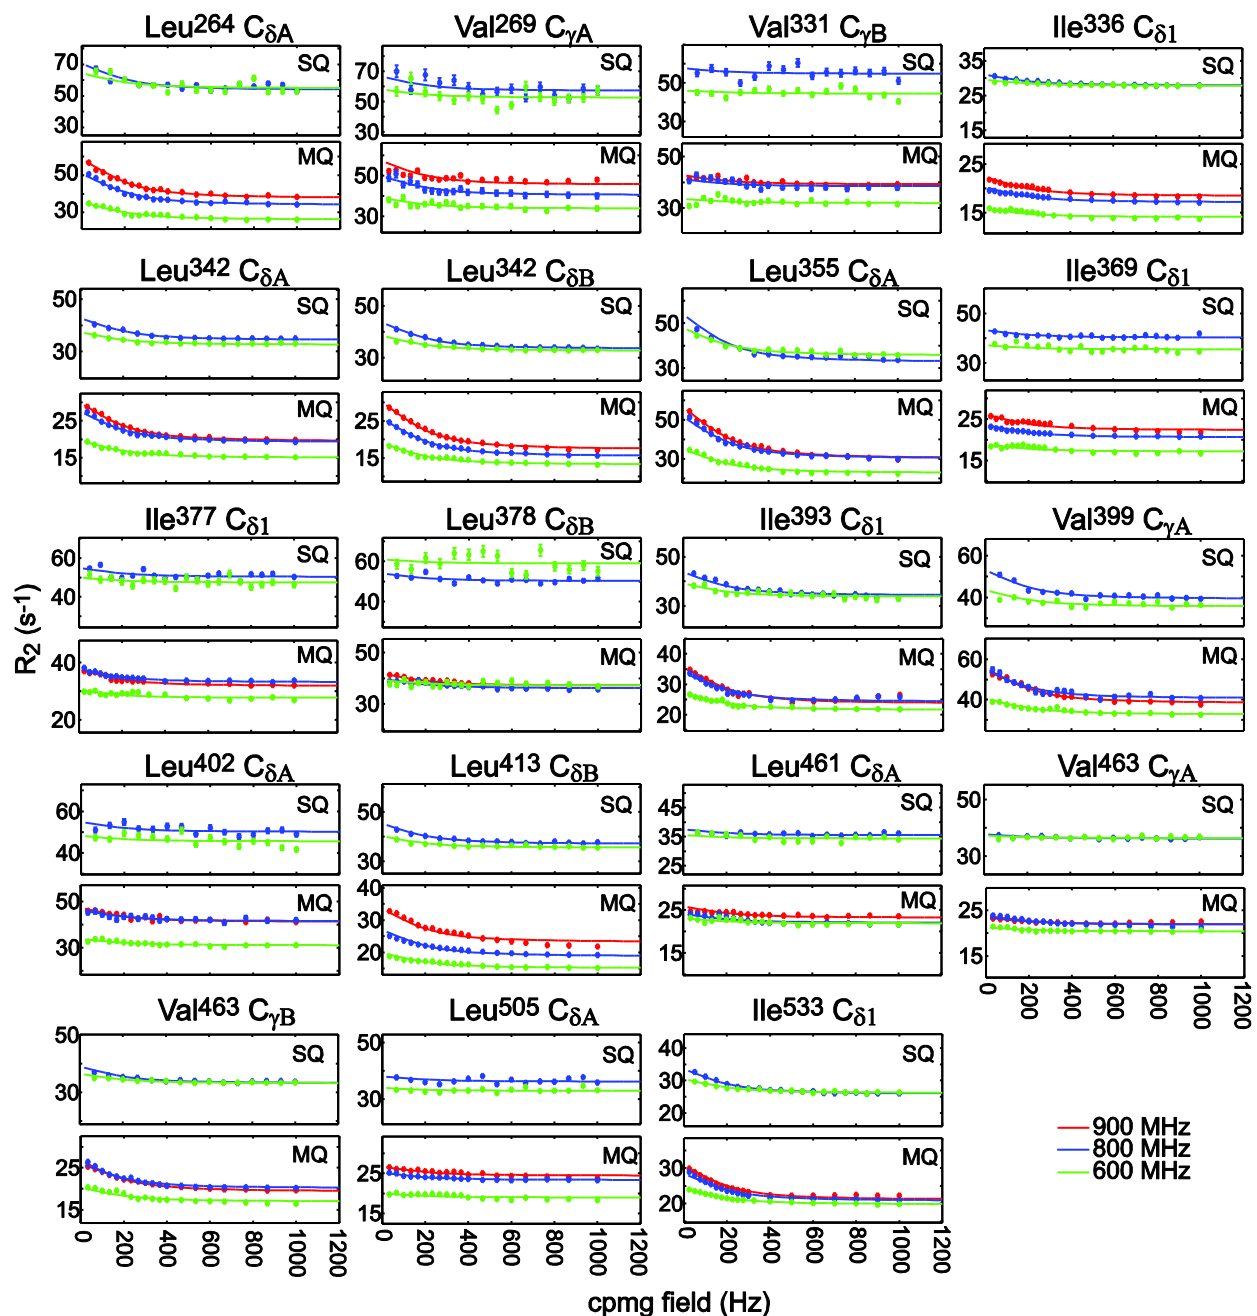 Leu264 CδA
Val269 CγA
Val331 CγB
Ile336 Cδ1
70
50
30
SQ
50
30
MQ
70
50
30
SQ
50
30
MQ
50
30
SQ
50
30
MQ
35
25
15
SQ
25
15
MQ
Leu342 CδA
Leu342 CδB
Leu355 CδA
Ile369 Cδ1
50
30
SQ
25
15
MQ
50
30
SQ
25
15
MQ
50
30
SQ
50
30
MQ
50
30
SQ
25
15
MQ
Ile377 Cδ1
Leu378 CδB
Ile393 Cδ1
Val399 CγA
60
40
SQ
40
20
MQ
60
40
SQ
50
30
MQ
50
30
SQ
40
30
20
MQ
60
40
SQ
60
40
MQ
R2 (s-1)
Leu402 CδA
Leu413 CδB
Leu461 CδA
Val463 CγA
60
40
SQ
50
30
MQ
50
30
SQ
40
30
20
MQ
45
35
25
SQ
25
15
MQ
50
30
SQ
25
15
MQ
0 200 400 600 800 1000 1200
Val463 CγB
Leu505 CδA
Ile533 Cδ1
50
30
SQ
25
15
MQ
0 200 400 600 800 1000 1200
50
30
SQ
25
15
MQ
0 200 400 600 800 1000 1200
40
30
20
SQ
30
20
MQ
0 200 400 600 800 1000 1200
900 MHz
800 MHz
600 MHz
cpmg field (Hz)